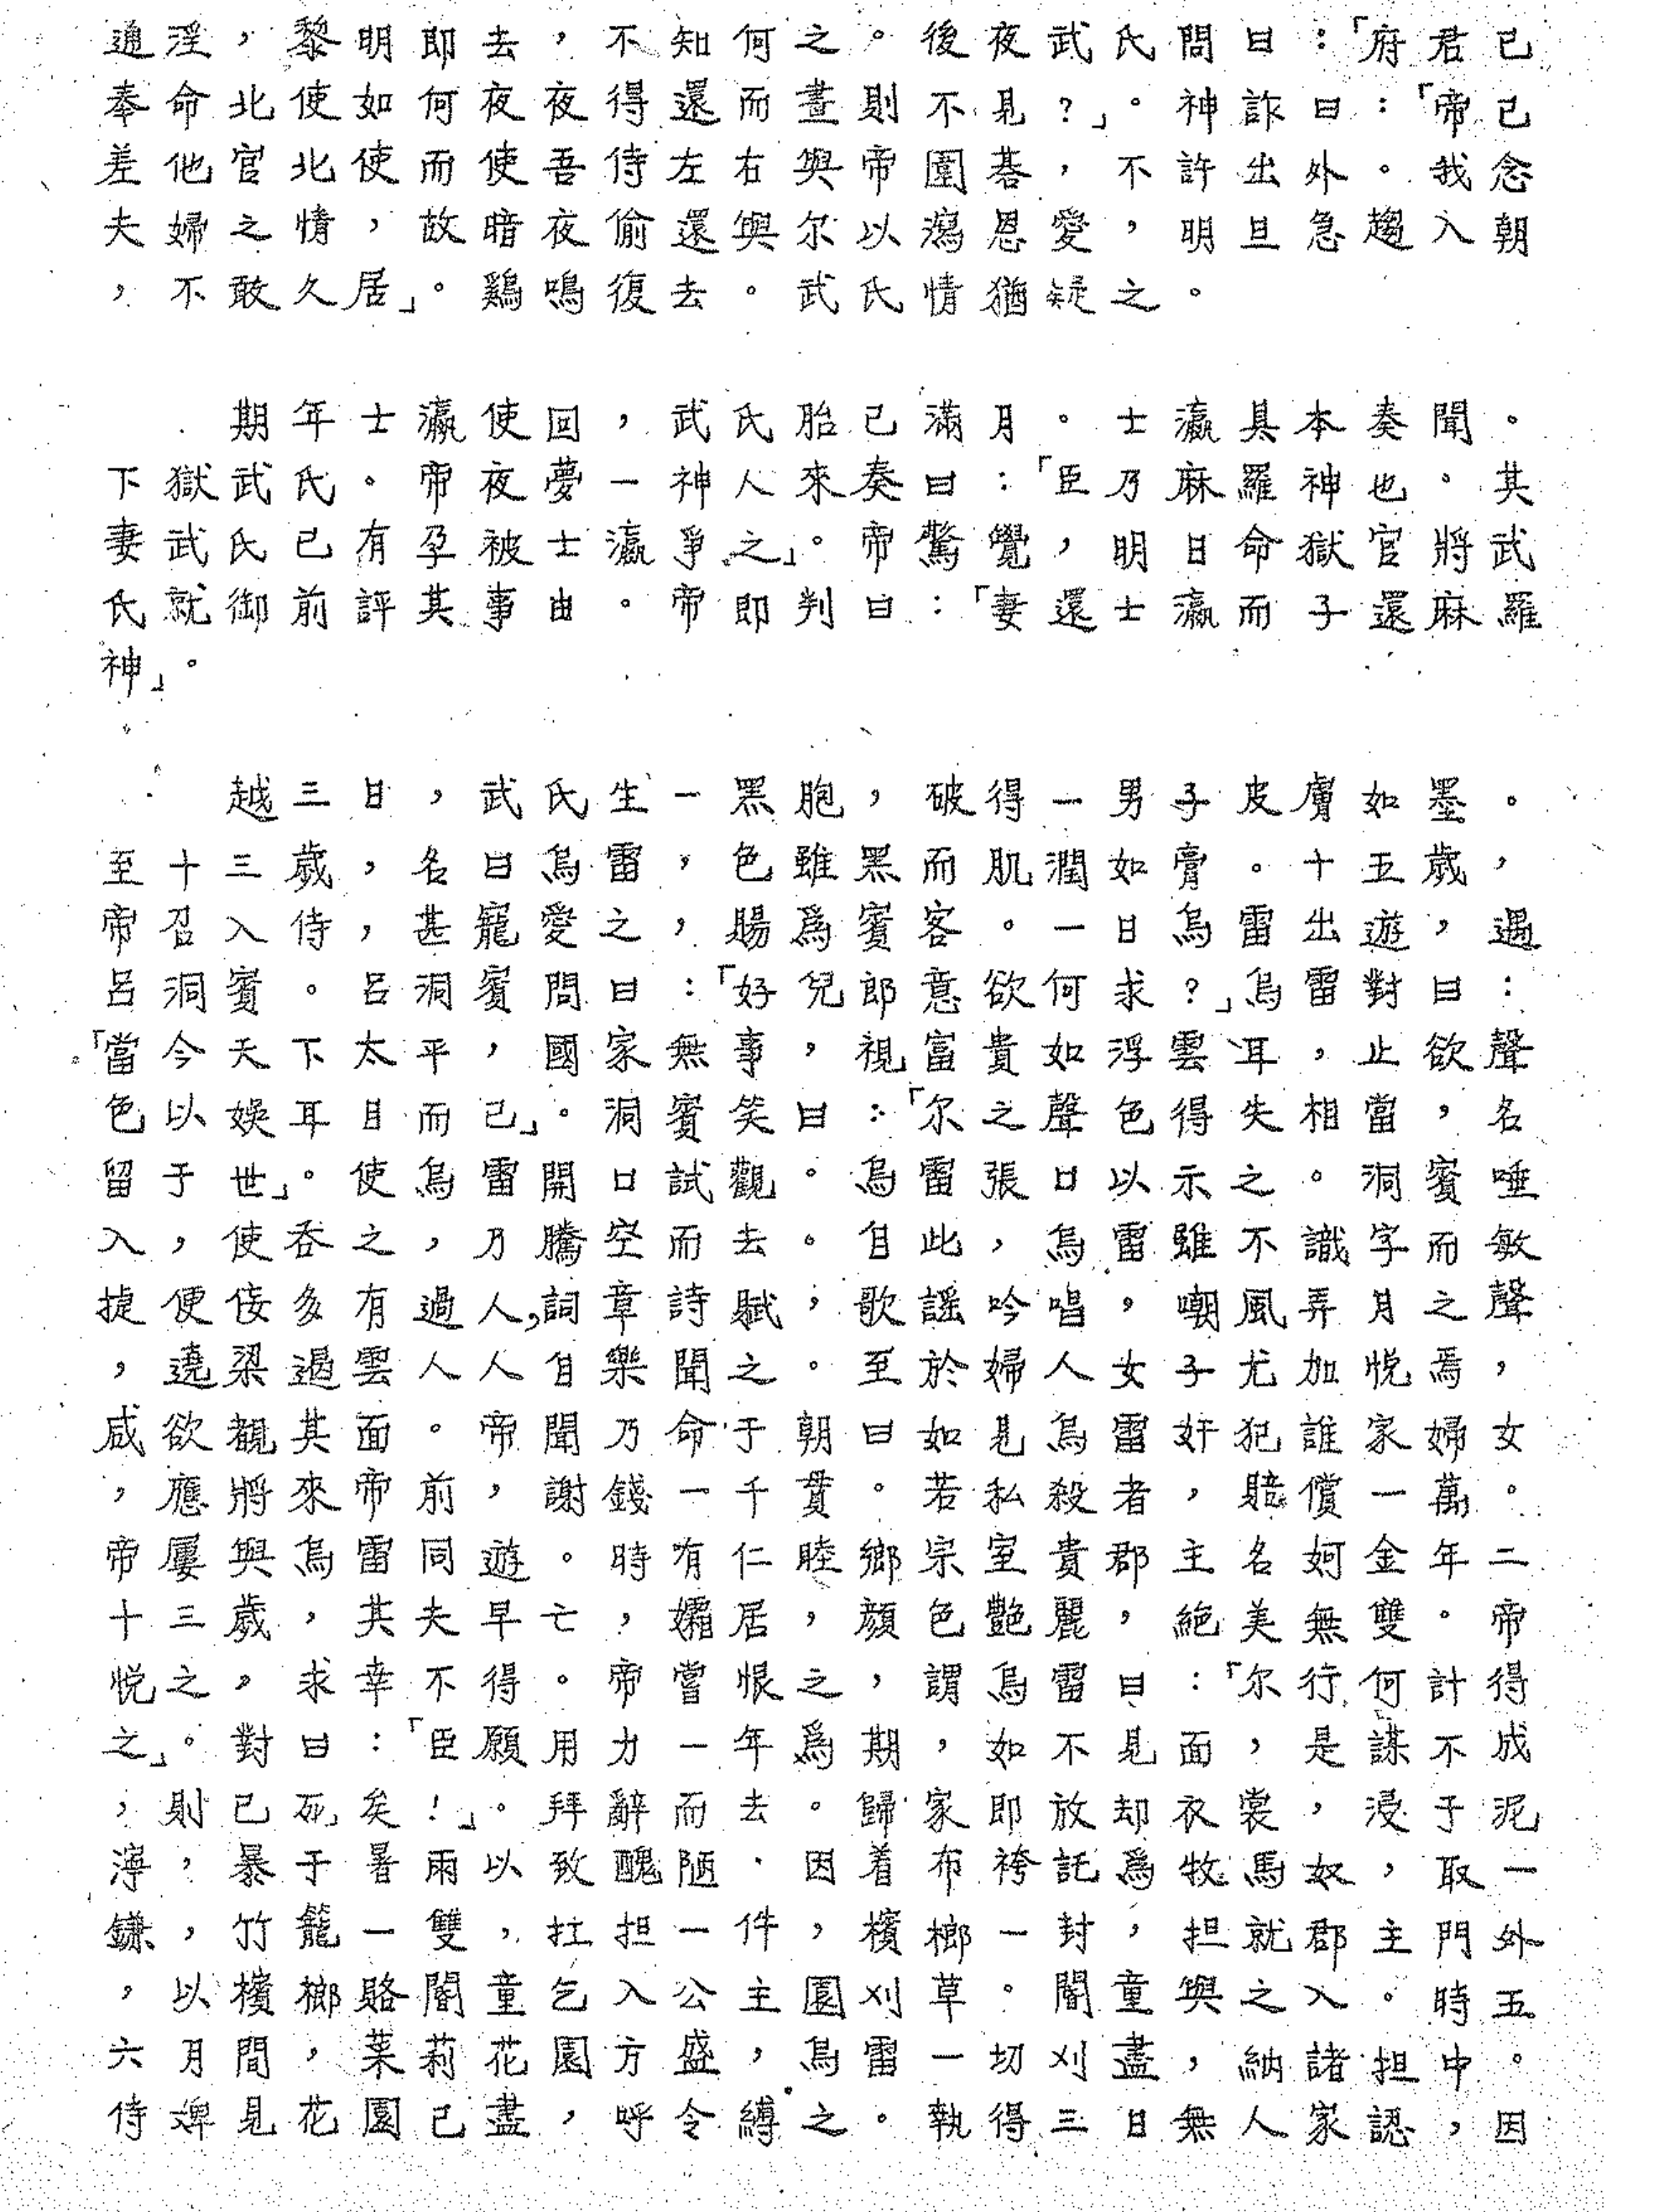 通淫，黎明即去，不知何之。後夜武氏問曰：「府君已
奉命北使如何夜夜得還而晝則不見？」。神詐曰：「帝已
差他官北使而使吾侍左右與帝圍碁，不許出外。我念
夫婦之情，故暗夜偷還與尔以瀉恩愛，明旦急趨入朝
，不敢久居」。鷄鳴復去。武氏情猶疑之。
期年士瀛使回，武氏胎已滿月。士瀛具本奏聞。
下獄武氏。帝夜夢一神人來奏曰：「臣乃麻羅神也。其
妻武氏已有孕被士瀛爭之」。帝驚覺，明日命獄官將武
氏就御前評其事由。帝即判曰：「妻還士瀛而子還麻羅
神」。
越三日，武氏生一黑胞，破得一男子皮膚如墨。
至十三歲，名曰烏雷，色雖黑而肌潤如膏。十五歲，
帝召入侍，甚寵愛之，賜爲賓客。一日烏雷出遊，遇
呂洞賓。呂洞賓問曰：「好兒郎意欲何求？」烏雷對曰：
「當今天下太平，國家無事，視富貴如浮雲耳，止欲聲
色以娛耳目而已」。洞賓笑曰：「尔之聲色得失相當，名
留于世」。使烏雷開口試觀。烏雷張口以示之。洞賓唾
入，使吞之，乃騰空而去。自此，烏雷雖不識字而敏
捷便佞多有過人，詞章詩賦，歌謠吟唱，嘲風弄月之聲
，遶梁遏雲人人自樂聞之。至於婦人女子尤加悅焉，
咸欲覩其面。帝聞乃命于朝曰如見烏雷奸犯誰家婦女
，應將來帝前，謝錢一千貫。若私殺者，賠償一萬。
帝屢與烏雷同遊。時有仁睦鄉宗室貴郡主名妸金年二
十三歲，其夫早亡，孀居，顏色艷麗，絕美無雙。帝
悅之，求幸不得。帝嘗恨之，謂烏雷曰：「尔行何計得
之」。對曰：「臣願用力一年爲期，如不見面，是謀不成
，則已死矣！」。拜辭而去。歸家即放却衣裳，浸于泥
濘，暴于暑雨以致醜陋．因着布袴託爲牧馬奴，取一
鎌，竹籠一雙，扛担一件，檳榔一封，担就郡主門外
，以檳榔賂閽童乞入公主園刈草。閽童與之入。時五
六月間，茉莉花園方盛，烏雷一切刈盡，納諸担中。
侍婢見花園已盡，呼令縛之。執得三日無人家認，因